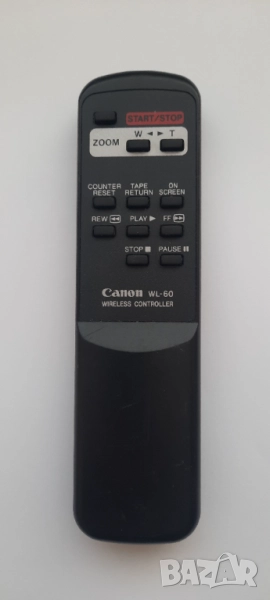 START/STOP
ZOOM W ◄ ► T
COUNTER RESET TAPE RETURN ON SCREEN
REW ◄◄ PLAY ► FF ►►
STOP ■ PAUSE ❚❚
Canon WL-60
WIRELESS CONTROLLER
BAZAR